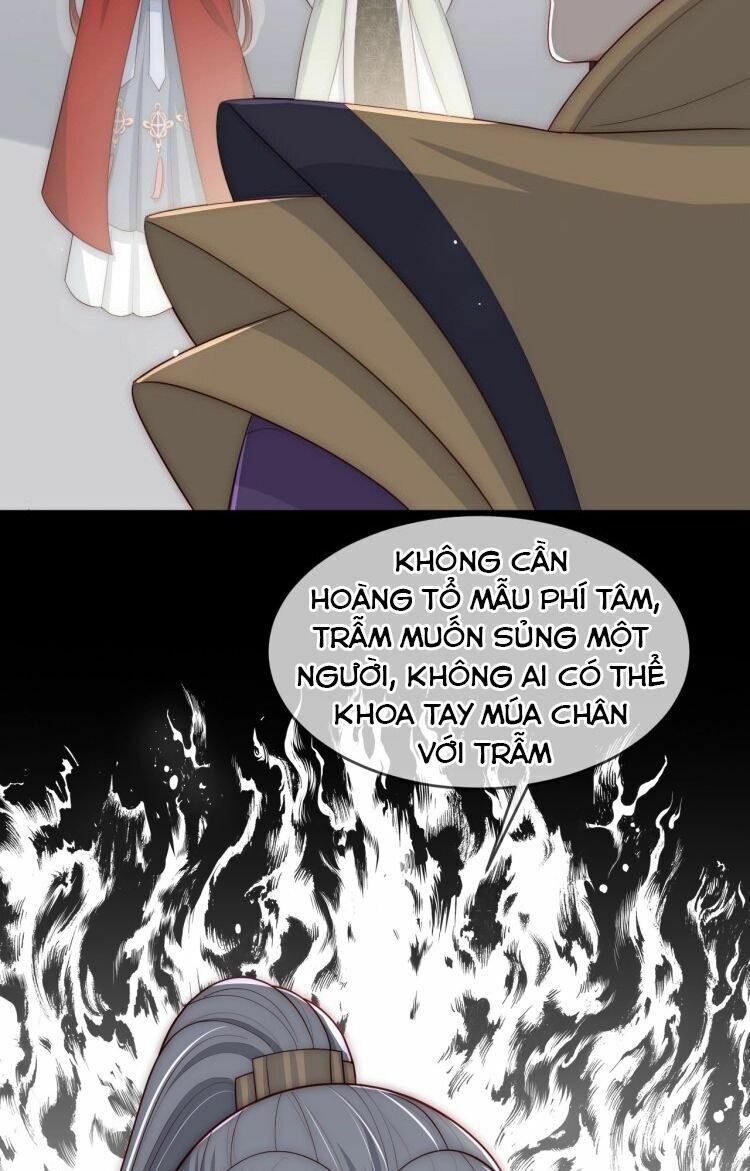 KHÔNG CẦN
HOÀNG TỔ MẪU PHÍ TÂM,
TRẪM MUỐN SỦNG MỘT
NGƯỜI, KHÔNG AI CÓ THỂ
KHOA TAY MÚA CHÂN
VỚI TRẪM